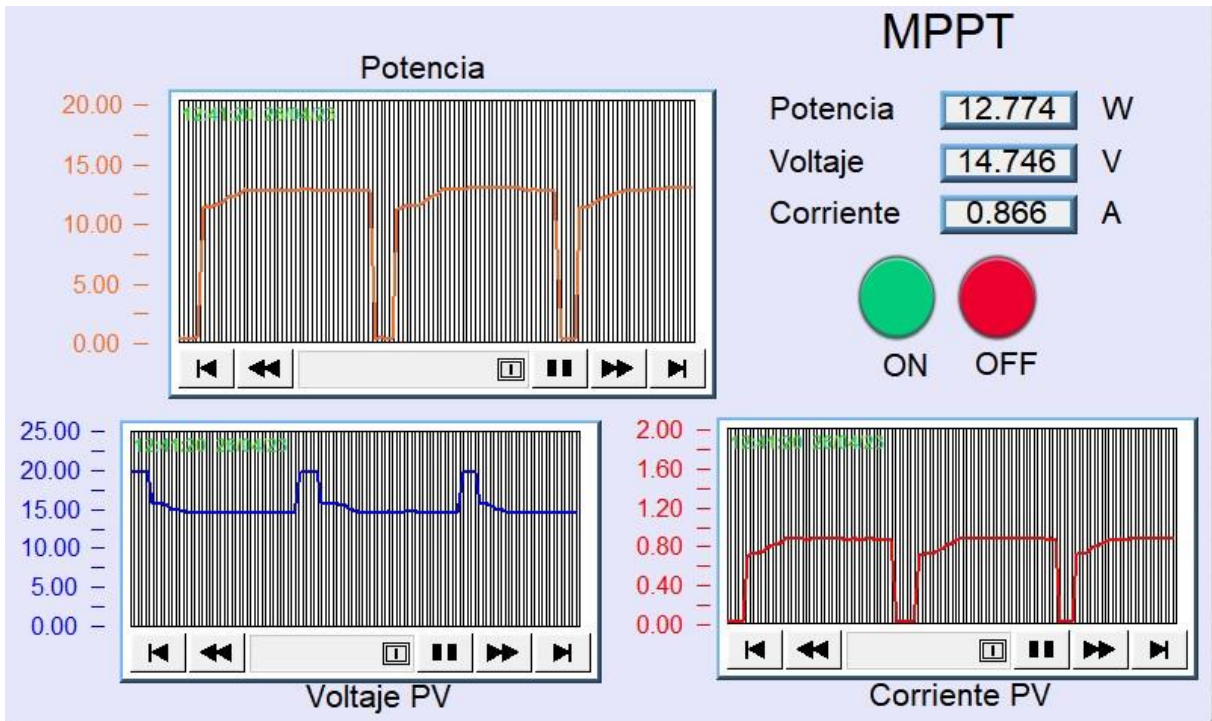 MPPT
Potencia
20.00
15.00
10.00
5.00
0.00
Potencia 12.774 W
Voltaje 14.746 V
Corriente 0.866 A
ON OFF
25.00
20.00
15.00
10.00
5.00
0.00
Voltaje PV
2.00
1.60
1.20
0.80
0.40
0.00
Corriente PV